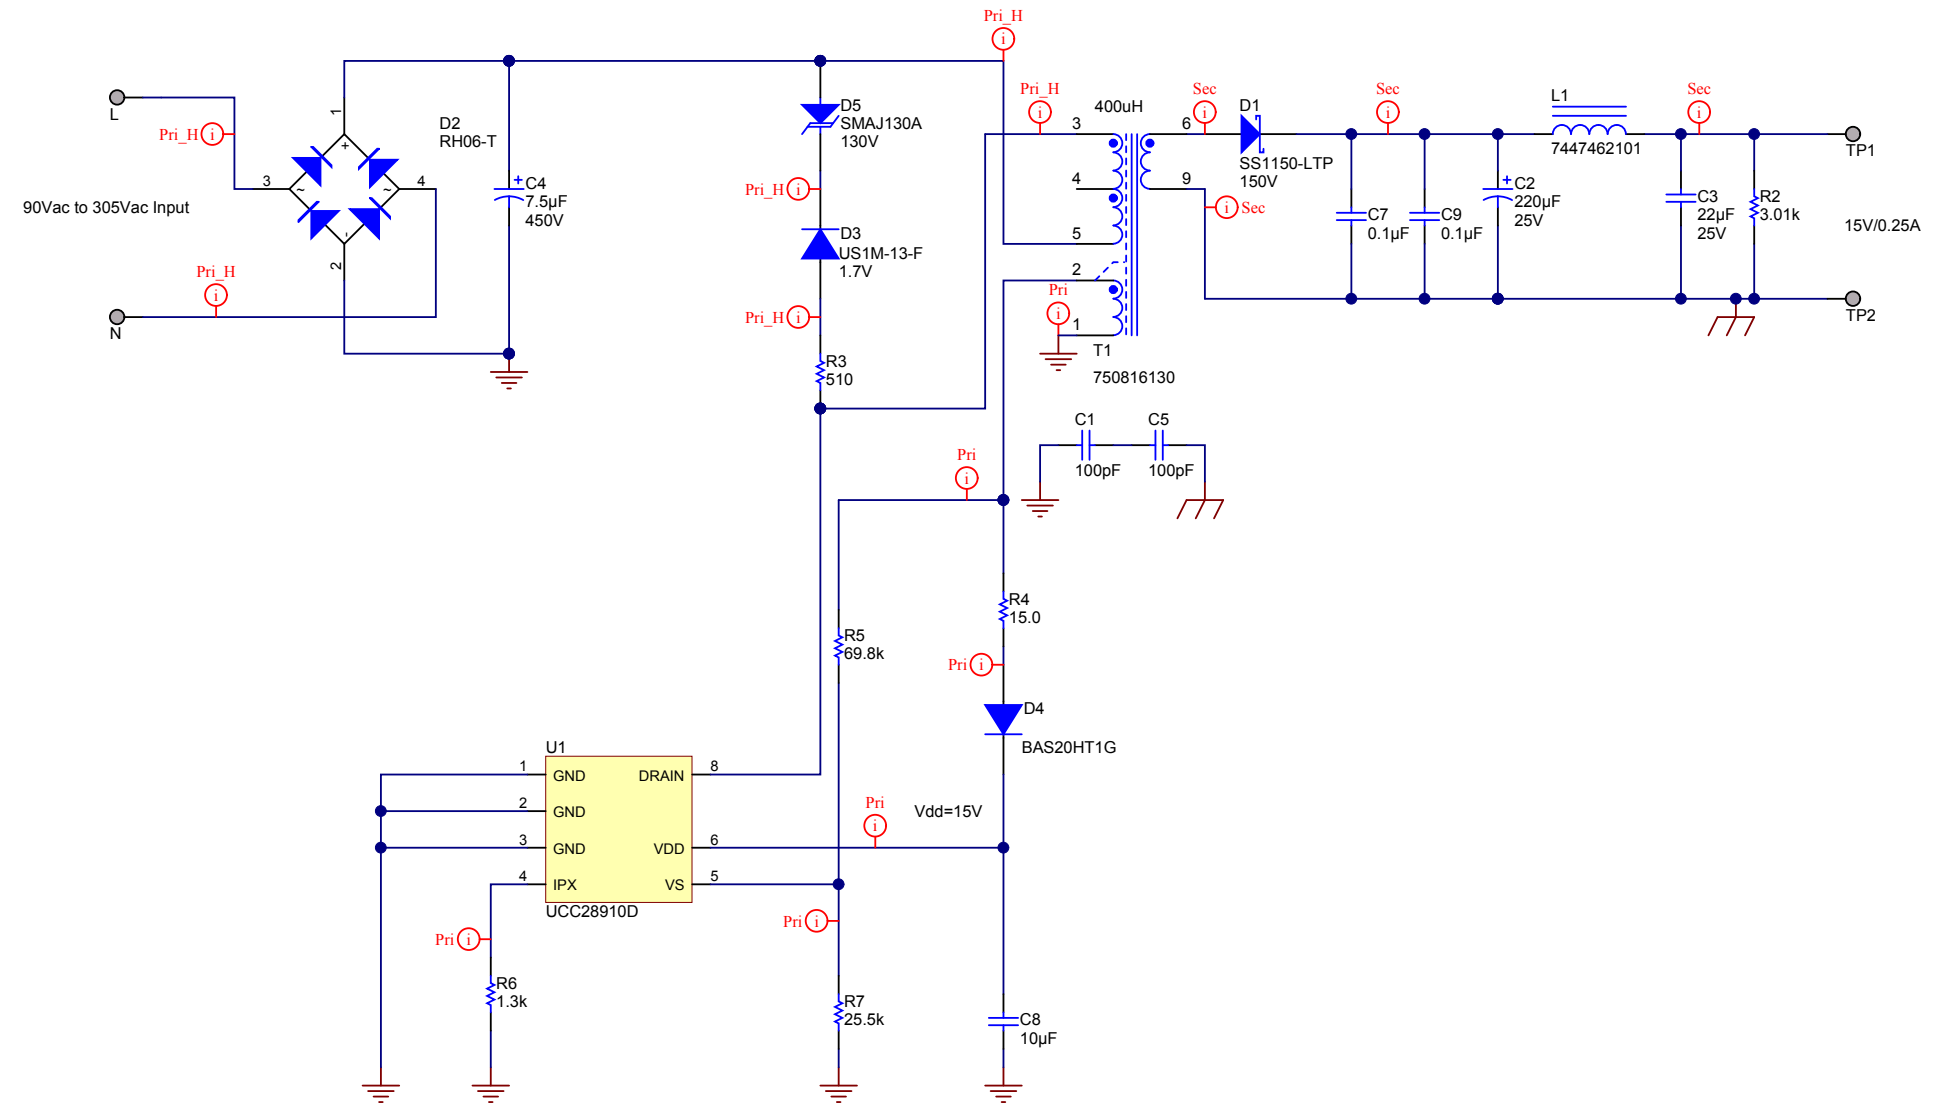 Pri_H
i
L
Pri_H i
90Vac to 305Vac Input
1
3
4
2
+
~
~
-
D2
RH06-T
+
C4
7.5µF
450V
Pri_H
i
N
D5
SMAJ130A
130V
Pri_H i
D3
US1M-13-F
1.7V
Pri_H i
R3
510
Pri_H
i
400uH
3
4
5
2
Pri
i
1
T1
750816130
6
9
Sec
i
i Sec
D1
SS1150-LTP
150V
Sec
i
C7
0.1µF
C9
0.1µF
+
C2
220µF
25V
L1
7447462101
Sec
i
C3
22µF
25V
R2
3.01k
TP1
15V/0.25A
TP2
C1
100pF
C5
100pF
Pri
i
R4
15.0
R5
69.8k
Pri i
D4
BAS20HT1G
U1
1 GND DRAIN 8
2 GND
3 GND VDD 6
4 IPX VS 5
UCC28910D
Pri
i
Vdd=15V
Pri i
Pri i
R6
1.3k
R7
25.5k
C8
10µF